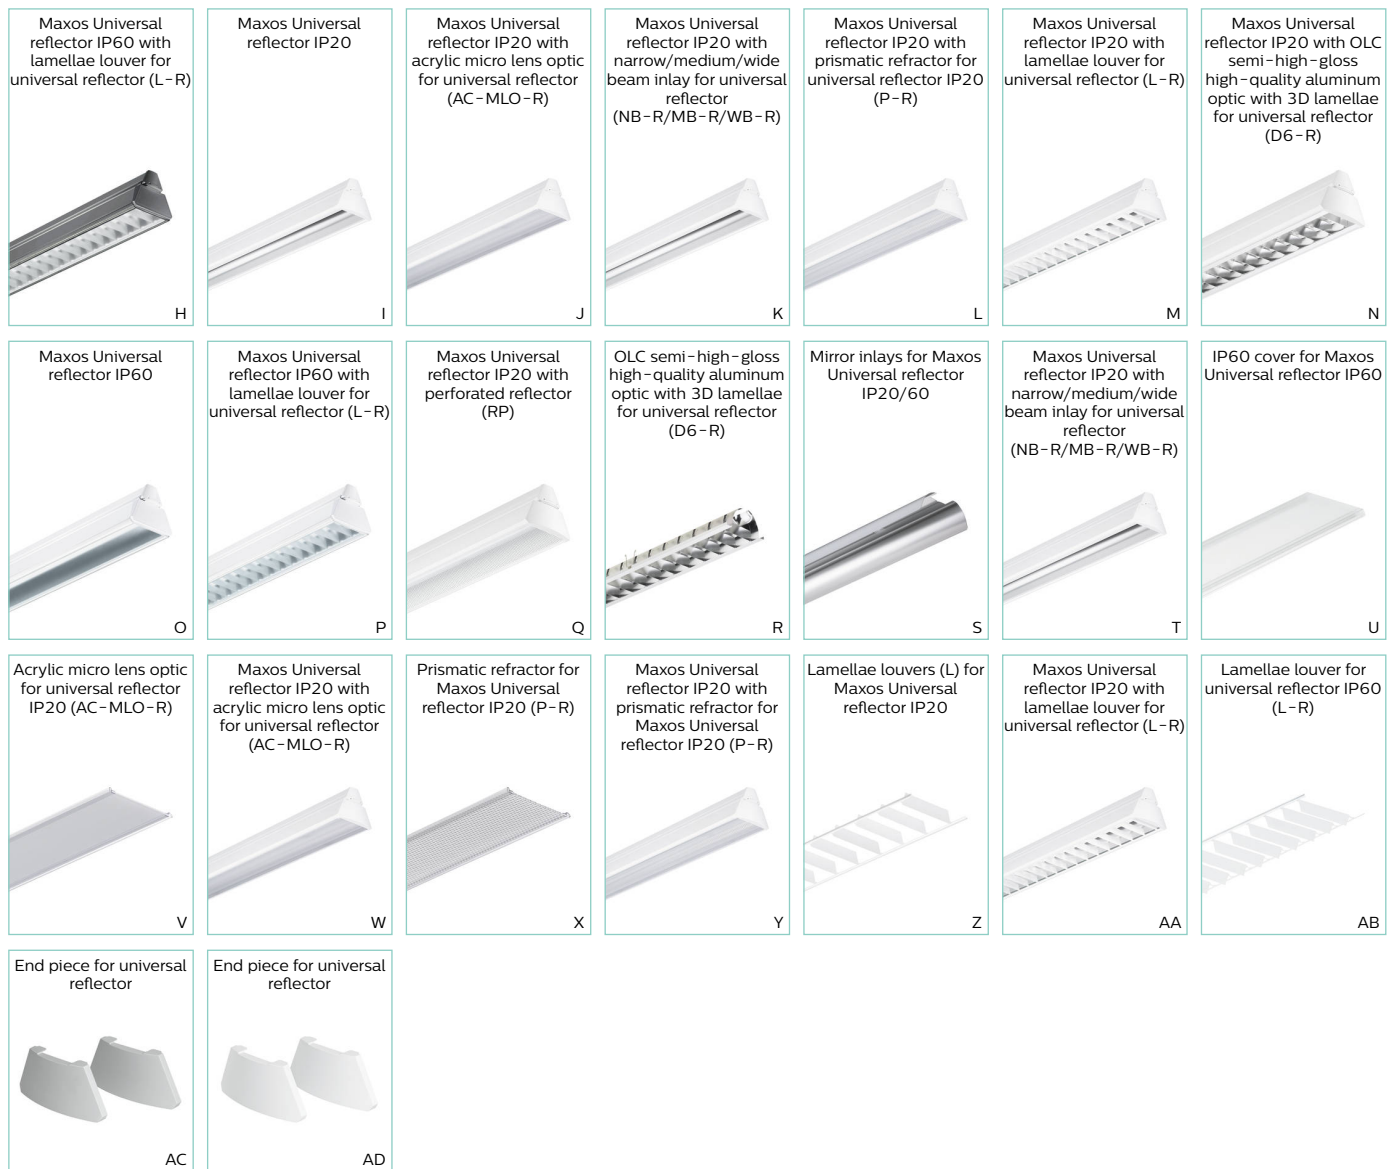 Maxos Universal
reflector IP60 with
lamellae louver for
universal reflector (L-R)
H
Maxos Universal
reflector IP20
I
Maxos Universal
reflector IP20 with
acrylic micro lens optic
for universal reflector
(AC-MLO-R)
J
Maxos Universal
reflector IP20 with
narrow/medium/wide
beam inlay for universal
reflector
(NB-R/MB-R/WB-R)
K
Maxos Universal
reflector IP20 with
prismatic refractor for
universal reflector IP20
(P-R)
L
Maxos Universal
reflector IP20 with
lamellae louver for
universal reflector (L-R)
M
Maxos Universal
reflector IP20 with OLC
semi-high-gloss
high-quality aluminum
optic with 3D lamellae
for universal reflector
(D6-R)
N
Maxos Universal
reflector IP60
O
Maxos Universal
reflector IP60 with
lamellae louver for
universal reflector (L-R)
P
Maxos Universal
reflector IP20 with
perforated reflector
(RP)
Q
OLC semi-high-gloss
high-quality aluminum
optic with 3D lamellae
for universal reflector
(D6-R)
R
Mirror inlays for Maxos
Universal reflector
IP20/60
S
Maxos Universal
reflector IP20 with
narrow/medium/wide
beam inlay for universal
reflector
(NB-R/MB-R/WB-R)
T
IP60 cover for Maxos
Universal reflector IP60
U
Acrylic micro lens optic
for universal reflector
IP20 (AC-MLO-R)
V
Maxos Universal
reflector IP20 with
acrylic micro lens optic
for universal reflector
(AC-MLO-R)
W
Prismatic refractor for
Maxos Universal
reflector IP20 (P-R)
X
Maxos Universal
reflector IP20 with
prismatic refractor for
Maxos Universal
reflector IP20 (P-R)
Y
Lamellae louvers (L) for
Maxos Universal
reflector IP20
Z
Maxos Universal
reflector IP20 with
lamellae louver for
universal reflector (L-R)
AA
Lamellae louver for
universal reflector IP60
(L-R)
AB
End piece for universal
reflector
AC
End piece for universal
reflector
AD